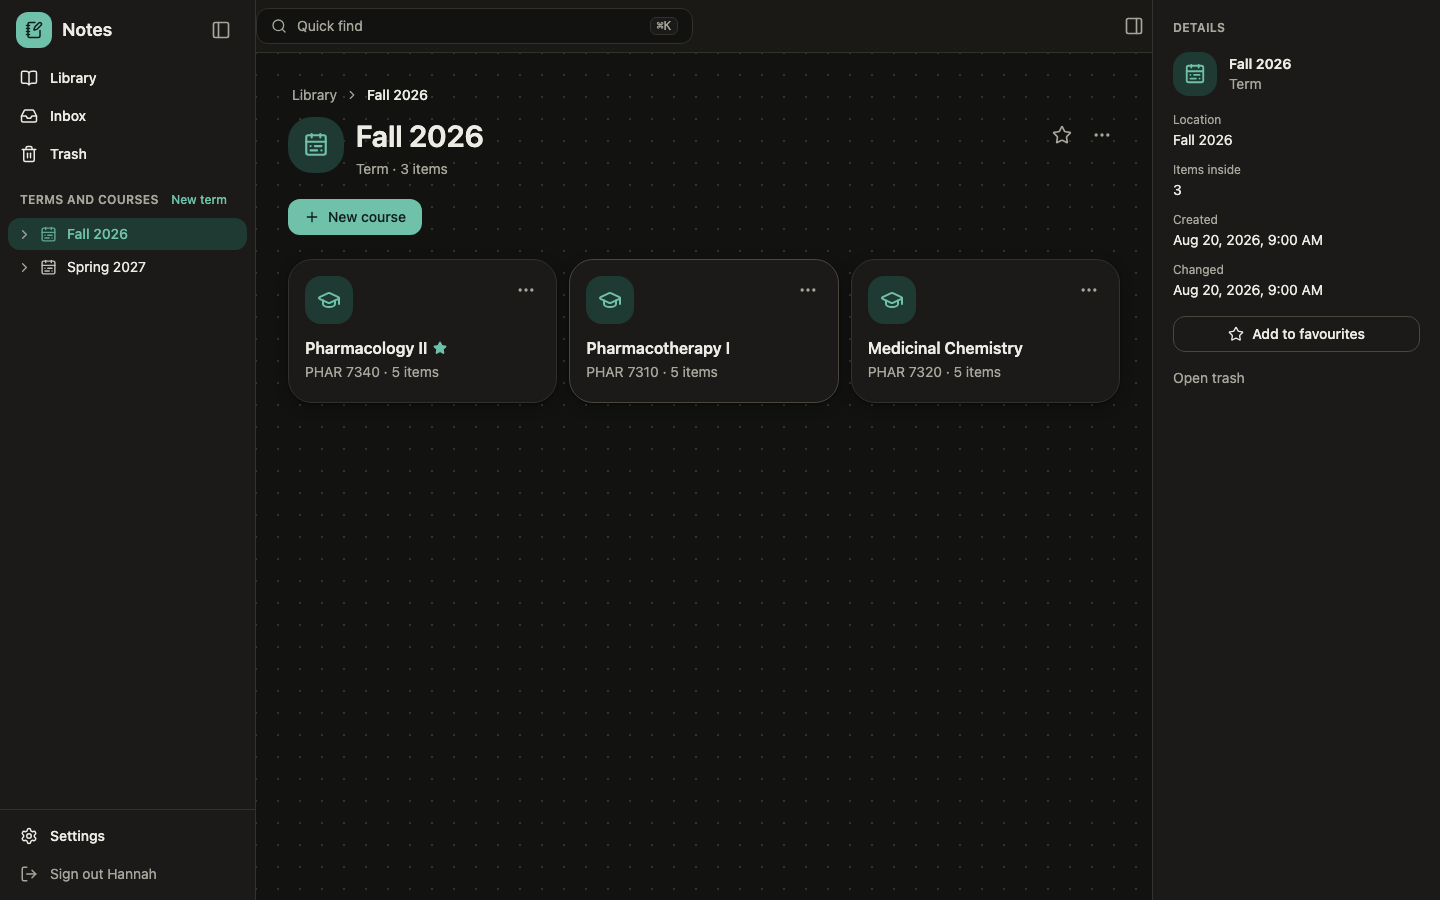 Notes
Library
Inbox
Trash
TERMS AND COURSES New term
Fall 2026
Spring 2027
Settings
Sign out Hannah
Quick find ⌘K
Library > Fall 2026
Fall 2026
Term · 3 items
+ New course
Pharmacology II
PHAR 7340 · 5 items
Pharmacotherapy I
PHAR 7310 · 5 items
Medicinal Chemistry
PHAR 7320 · 5 items
DETAILS
Fall 2026
Term
Location
Fall 2026
Items inside
3
Created
Aug 20, 2026, 9:00 AM
Changed
Aug 20, 2026, 9:00 AM
Add to favourites
Open trash